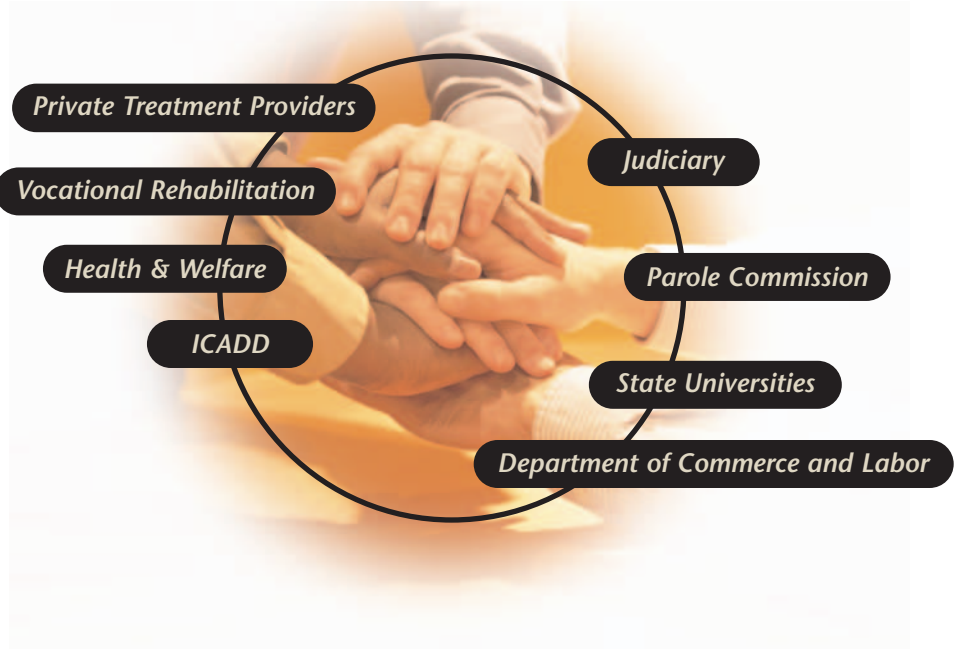 Private Treatment Providers
Vocational Rehabilitation
Health & Welfare
ICADD
Judiciary
Parole Commission
State Universities
Department of Commerce and Labor